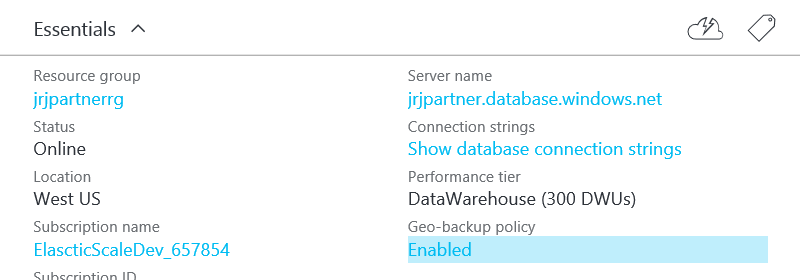 Essentials
Resource group
jrjpartnerrg
Server name
jrjpartner.database.windows.net
Status
Online
Connection strings
Show database connection strings
Location
West US
Performance tier
DataWarehouse (300 DWUs)
Subscription name
ElascticScaleDev_657854
Geo-backup policy
Enabled
Subscription ID